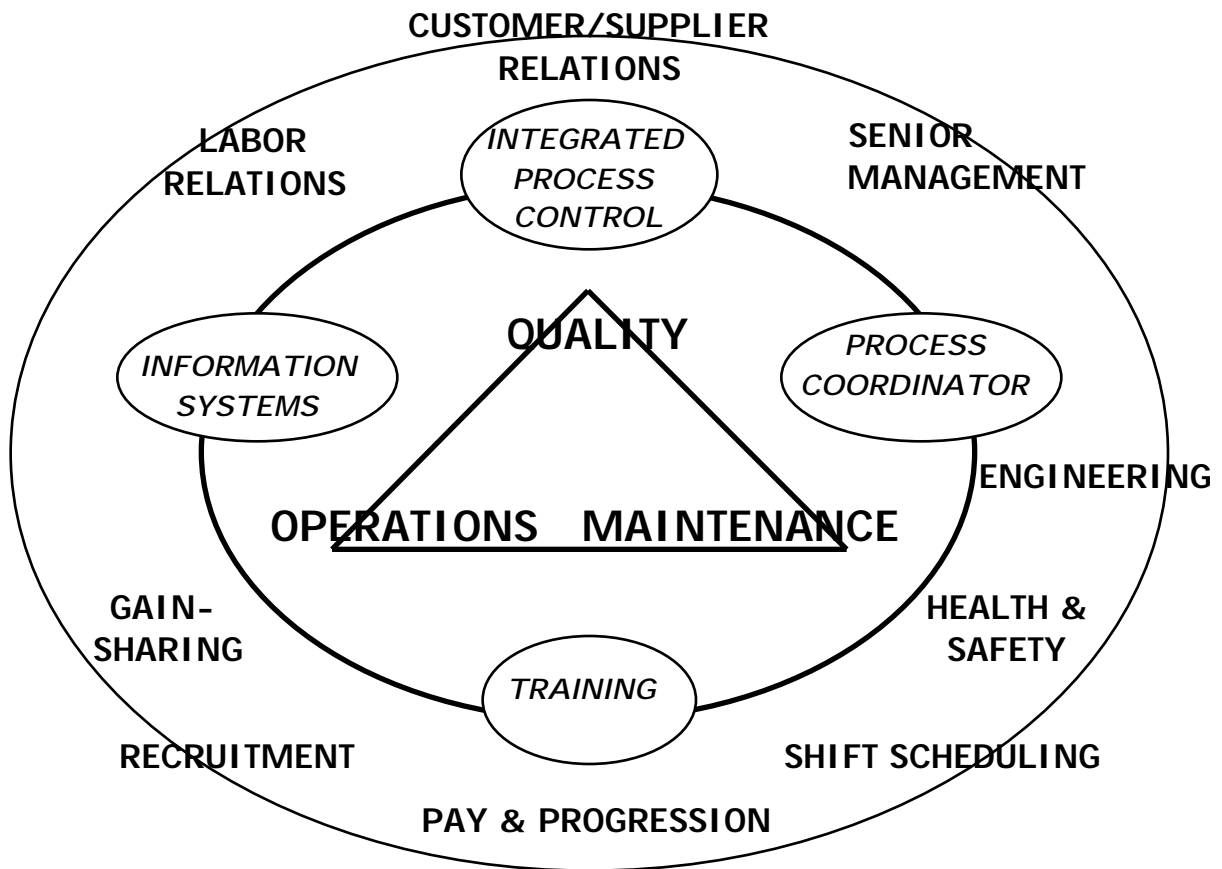 CUSTOMER/SUPPLIER
RELATIONS
LABOR
RELATIONS
INTEGRATED
PROCESS
CONTROL
SENIOR
MANAGEMENT
QUALITY
INFORMATION
SYSTEMS
PROCESS
COORDINATOR
ENGINEERING
OPERATIONS MAINTENANCE
GAIN-
SHARING
HEALTH &
SAFETY
TRAINING
RECRUITMENT
SHIFT SCHEDULING
PAY & PROGRESSION